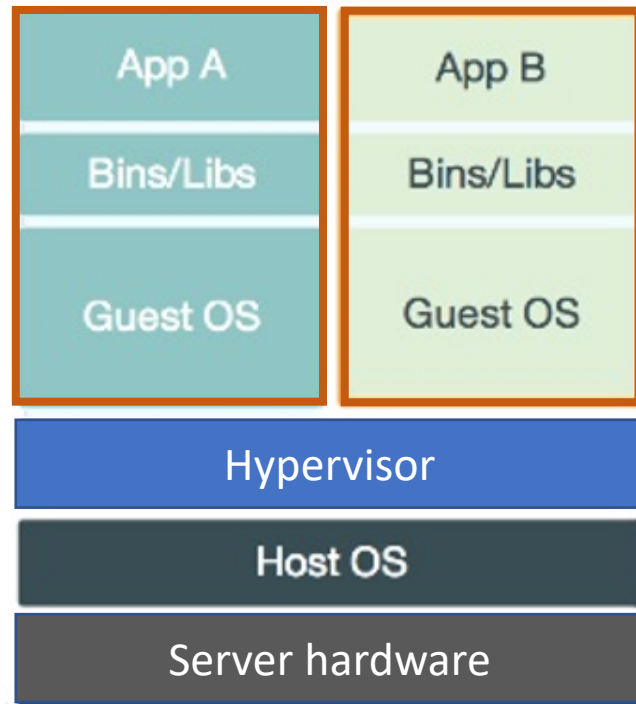 App A
Bins/Libs
Guest OS
App B
Bins/Libs
Guest OS
Hypervisor
Host OS
Server hardware